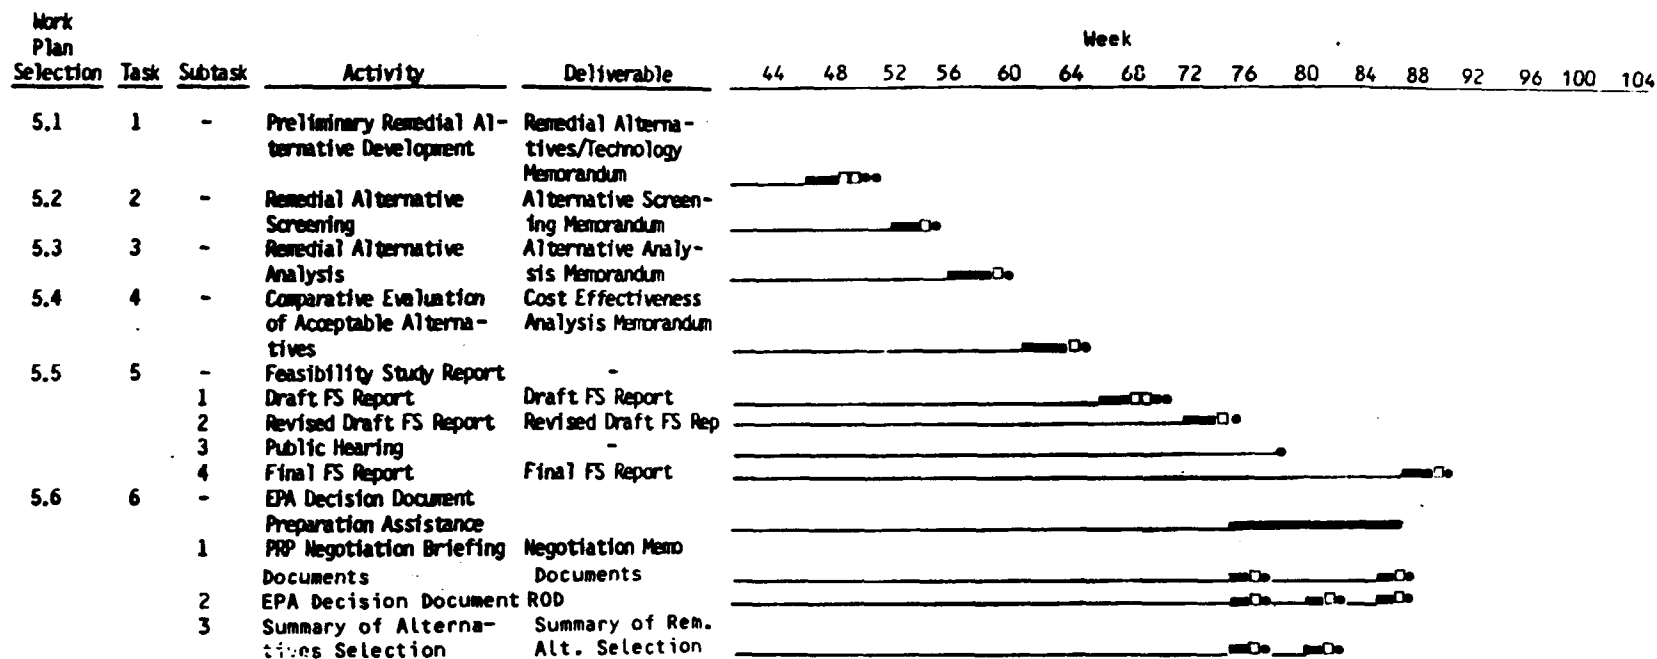 Work
Plan Week
Selection Task Subtask Activity Deliverable 44 48 52 56 60 64 68 72 76 80 84 88 92 96 100 104
5.1 1 - Preliminary Remedial Al- Remedial Alterna-
ternative Development tives/Technology
Memorandum
5.2 2 - Remedial Alternative Alternative Screen-
Screening ing Memorandum
5.3 3 - Remedial Alternative Alternative Analy-
Analysis sis Memorandum
5.4 4 - Comparative Evaluation Cost Effectiveness
of Acceptable Alterna- Analysis Memorandum
tives
5.5 5 - Feasibility Study Report -
1 Draft FS Report Draft FS Report
2 Revised Draft FS Report Revised Draft FS Rep
3 Public Hearing -
4 Final FS Report Final FS Report
5.6 6 - EPA Decision Document
Preparation Assistance
1 PRP Negotiation Briefing Negotiation Memo
Documents Documents
2 EPA Decision Document ROD
3 Summary of Alterna- Summary of Rem.
tives Selection Alt. Selection